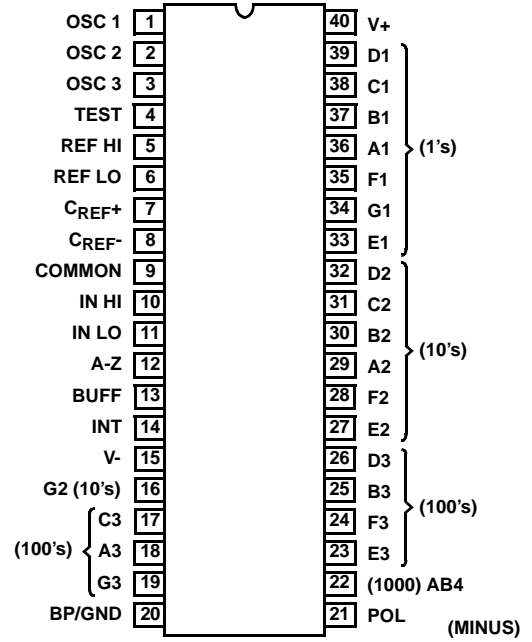 OSC 1 1 40 V+
OSC 2 2 39 D1
OSC 3 3 38 C1
TEST 4 37 B1
REF HI 5 36 A1 (1's)
REF LO 6 35 F1
CREF+ 7 34 G1
CREF- 8 33 E1
COMMON 9 32 D2
IN HI 10 31 C2
IN LO 11 30 B2
A-Z 12 29 A2 (10's)
BUFF 13 28 F2
INT 14 27 E2
V- 15 26 D3
G2 (10's) 16 25 B3 (100's)
C3 17 24 F3
(100's) A3 18 23 E3
G3 19 22 (1000) AB4
BP/GND 20 21 POL (MINUS)